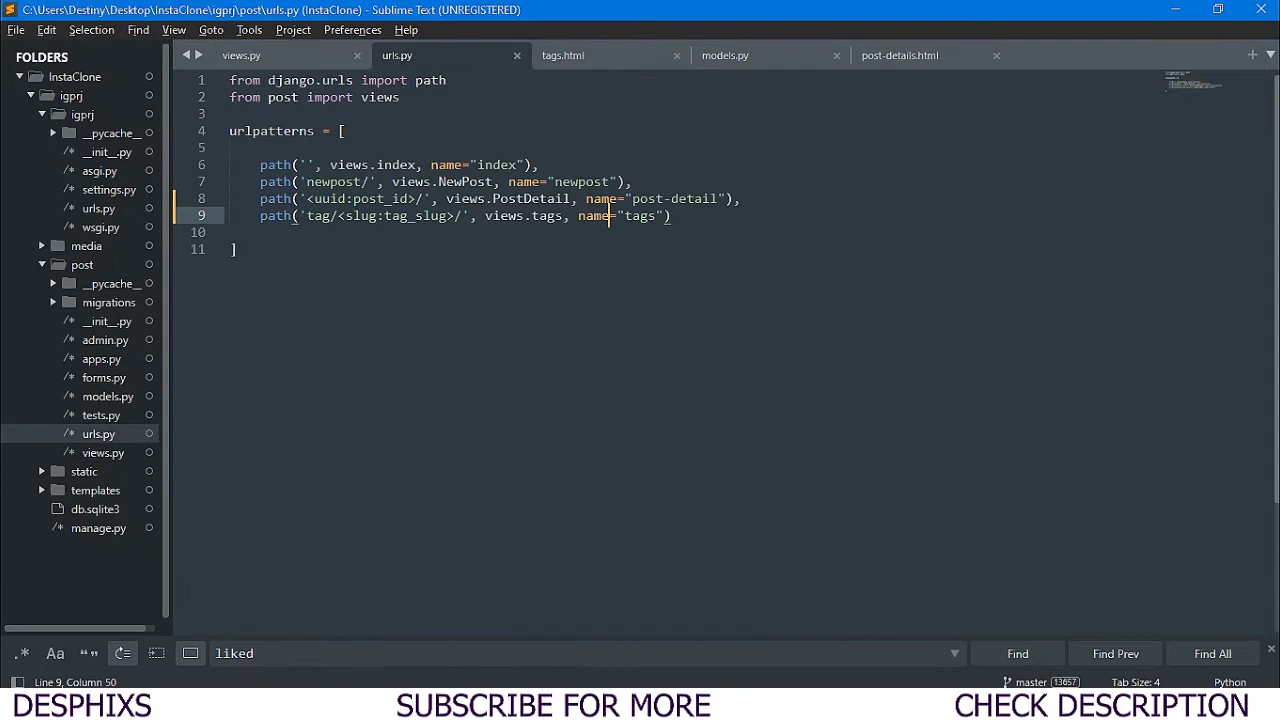 C:\Users\Destiny\Desktop\InstaClone\igprj\post\urls.py (InstaClone) - Sublime Text (UNREGISTERED)
File Edit Selection Find View Goto Tools Project Preferences Help
FOLDERS
InstaClone
igprj
igprj
__pycache__
__init__.py
asgi.py
settings.py
urls.py
wsgi.py
media
post
__pycache__
migrations
__init__.py
admin.py
apps.py
forms.py
models.py
tests.py
urls.py
views.py
static
templates
db.sqlite3
manage.py
views.py urls.py tags.html models.py post-details.html
1 from django.urls import path
2 from post import views
3
4 urlpatterns = [
5
6 path('', views.index, name="index"),
7 path('newpost/', views.NewPost, name="newpost"),
8 path('<uuid:post_id>/', views.PostDetail, name="post-detail"),
9 path('tag/<slug:tag_slug>/', views.tags, name="tags")
10
11 ]
.* Aa “” liked Find Find Prev Find All
Line 9, Column 50 master 13657 Tab Size: 4 Python
DESPHIXS SUBSCRIBE FOR MORE CHECK DESCRIPTION